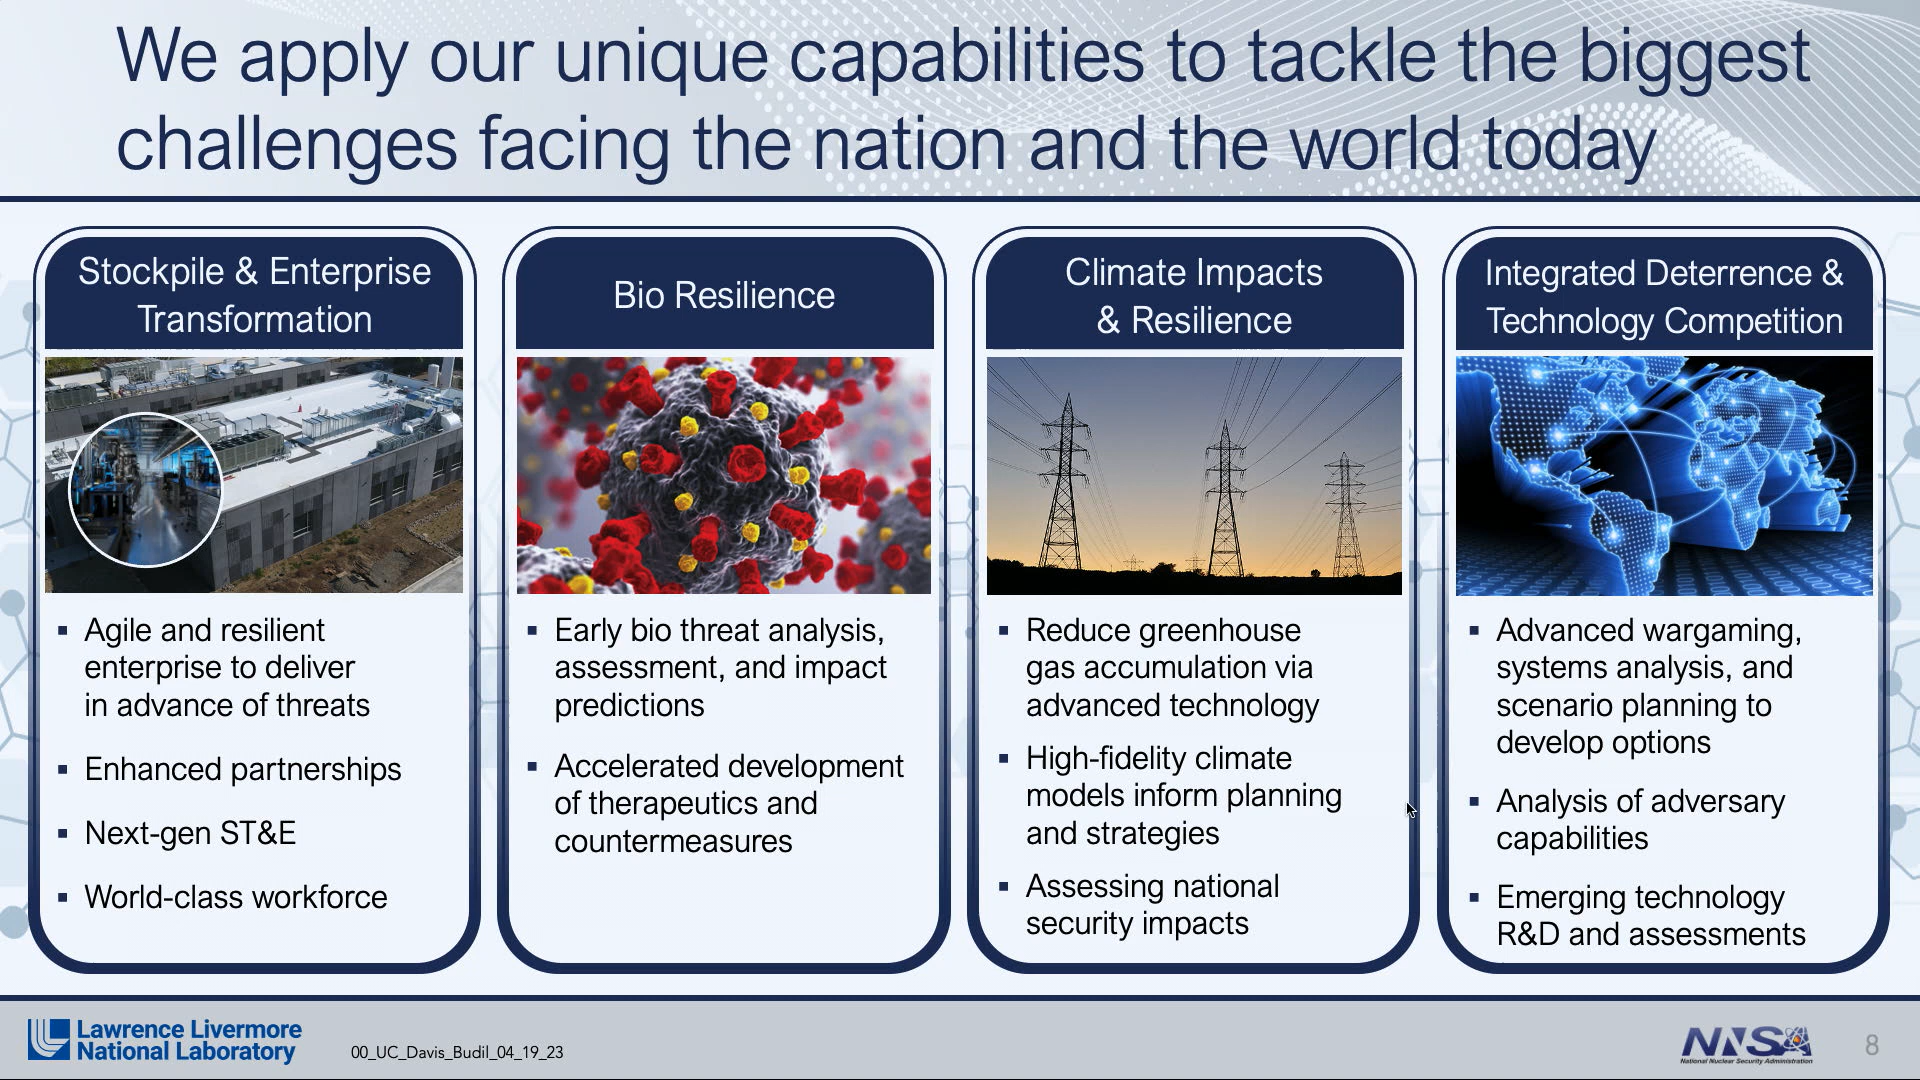 We apply our unique capabilities to tackle the biggest
challenges facing the nation and the world today
Stockpile & Enterprise
Transformation
▪ Agile and resilient
enterprise to deliver
in advance of threats
▪ Enhanced partnerships
▪ Next-gen ST&E
▪ World-class workforce
Bio Resilience
▪ Early bio threat analysis,
assessment, and impact
predictions
▪ Accelerated development
of therapeutics and
countermeasures
Climate Impacts
& Resilience
▪ Reduce greenhouse
gas accumulation via
advanced technology
▪ High-fidelity climate
models inform planning
and strategies
▪ Assessing national
security impacts
Integrated Deterrence &
Technology Competition
▪ Advanced wargaming,
systems analysis, and
scenario planning to
develop options
▪ Analysis of adversary
capabilities
▪ Emerging technology
R&D and assessments
Lawrence Livermore
National Laboratory
00_UC_Davis_Budil_04_19_23
NNSA
National Nuclear Security Administration
8